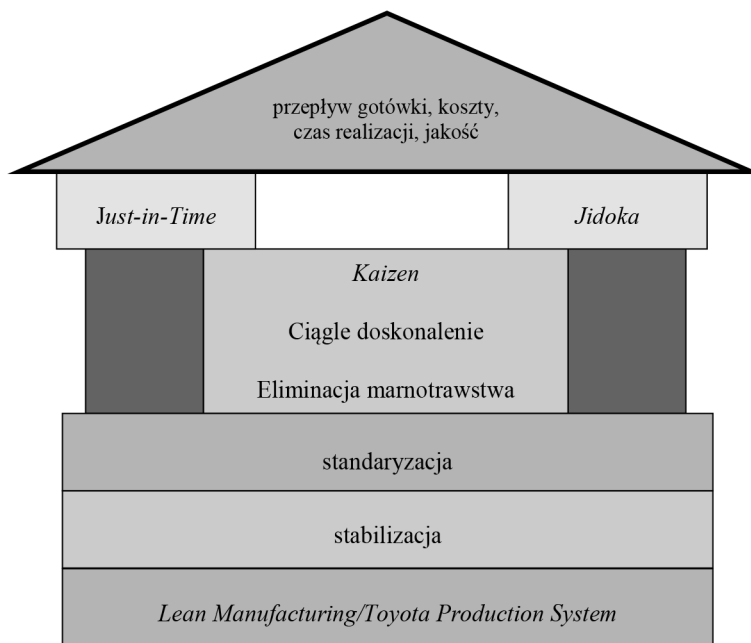 przepływ gotówki, koszty,
czas realizacji, jakość
Just-in-Time
Jidoka
Kaizen
Ciągle doskonalenie
Eliminacja marnotrawstwa
standaryzacja
stabilizacja
Lean Manufacturing/Toyota Production System